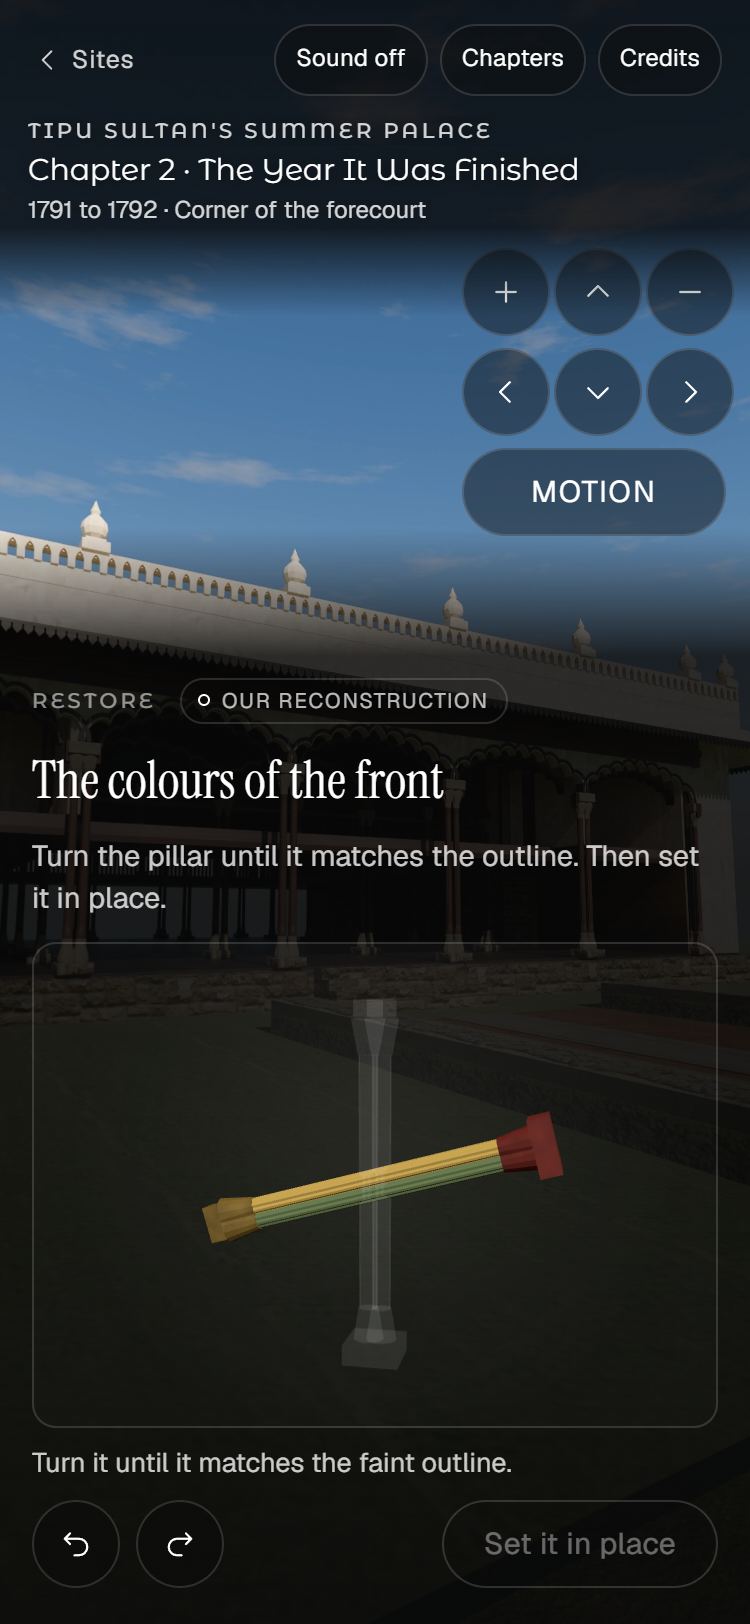 Sites
Sound off
Chapters
Credits
TIPU SULTAN'S SUMMER PALACE
Chapter 2 · The Year It Was Finished
1791 to 1792 · Corner of the forecourt
MOTION
RESTORE
OUR RECONSTRUCTION
The colours of the front
Turn the pillar until it matches the outline. Then set
it in place.
Turn it until it matches the faint outline.
Set it in place